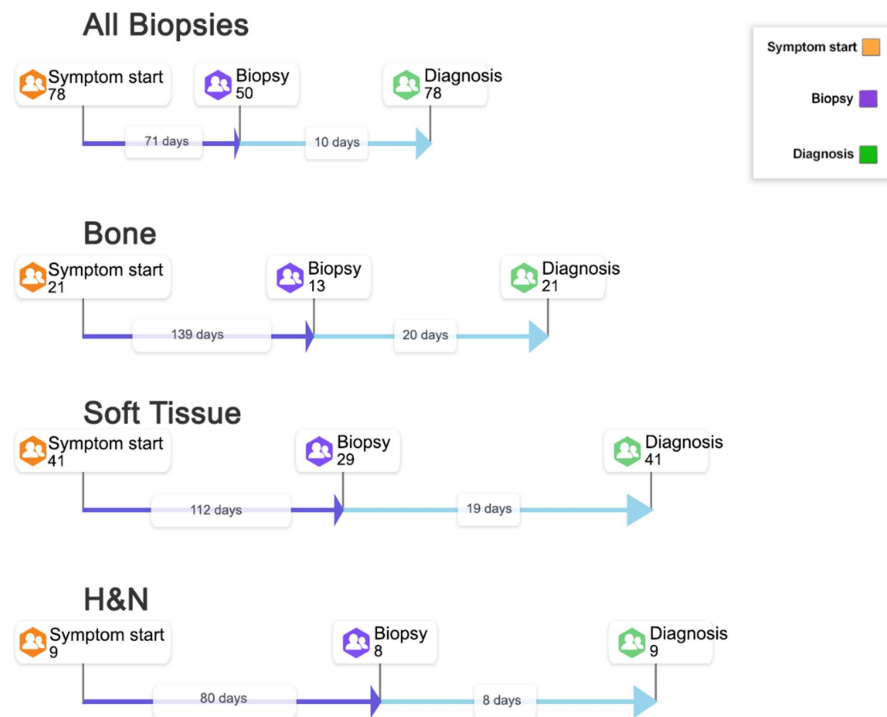 All Biopsies
Symptom start
78
Biopsy
50
Diagnosis
78
71 days
10 days
Symptom start
Biopsy
Diagnosis
Bone
Symptom start
21
Biopsy
13
Diagnosis
21
139 days
20 days
Soft Tissue
Symptom start
41
Biopsy
29
Diagnosis
41
112 days
19 days
H&N
Symptom start
9
Biopsy
8
Diagnosis
9
80 days
8 days